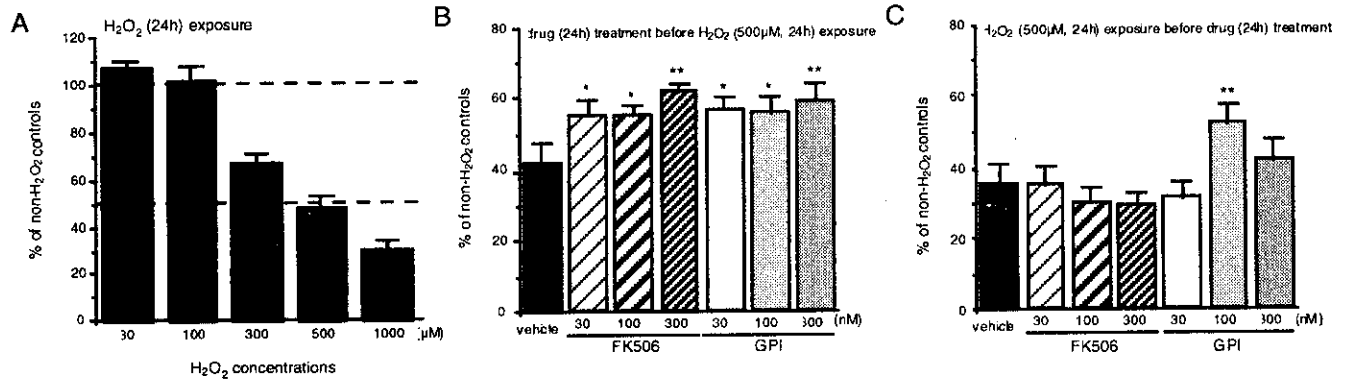 A
H₂O₂ (24h) exposure
% of non-H₂O₂ controls
120
100
80
60
40
20
0
30 100 300 500 1000 (µM)
H₂O₂ concentrations
B
drug (24h) treatment before H₂O₂ (500µM, 24h) exposure
% of non-H₂O₂ controls
80
60
40
20
0
* * ** * * **
vehicle 30 100 300 30 100 300 (nM)
FK506 GPI
C
H₂O₂ (500µM, 24h) exposure before drug (24h) treatment
% of non-H₂O₂ controls
80
60
40
20
0
**
vehicle 30 100 300 30 100 300 (nM)
FK506 GPI